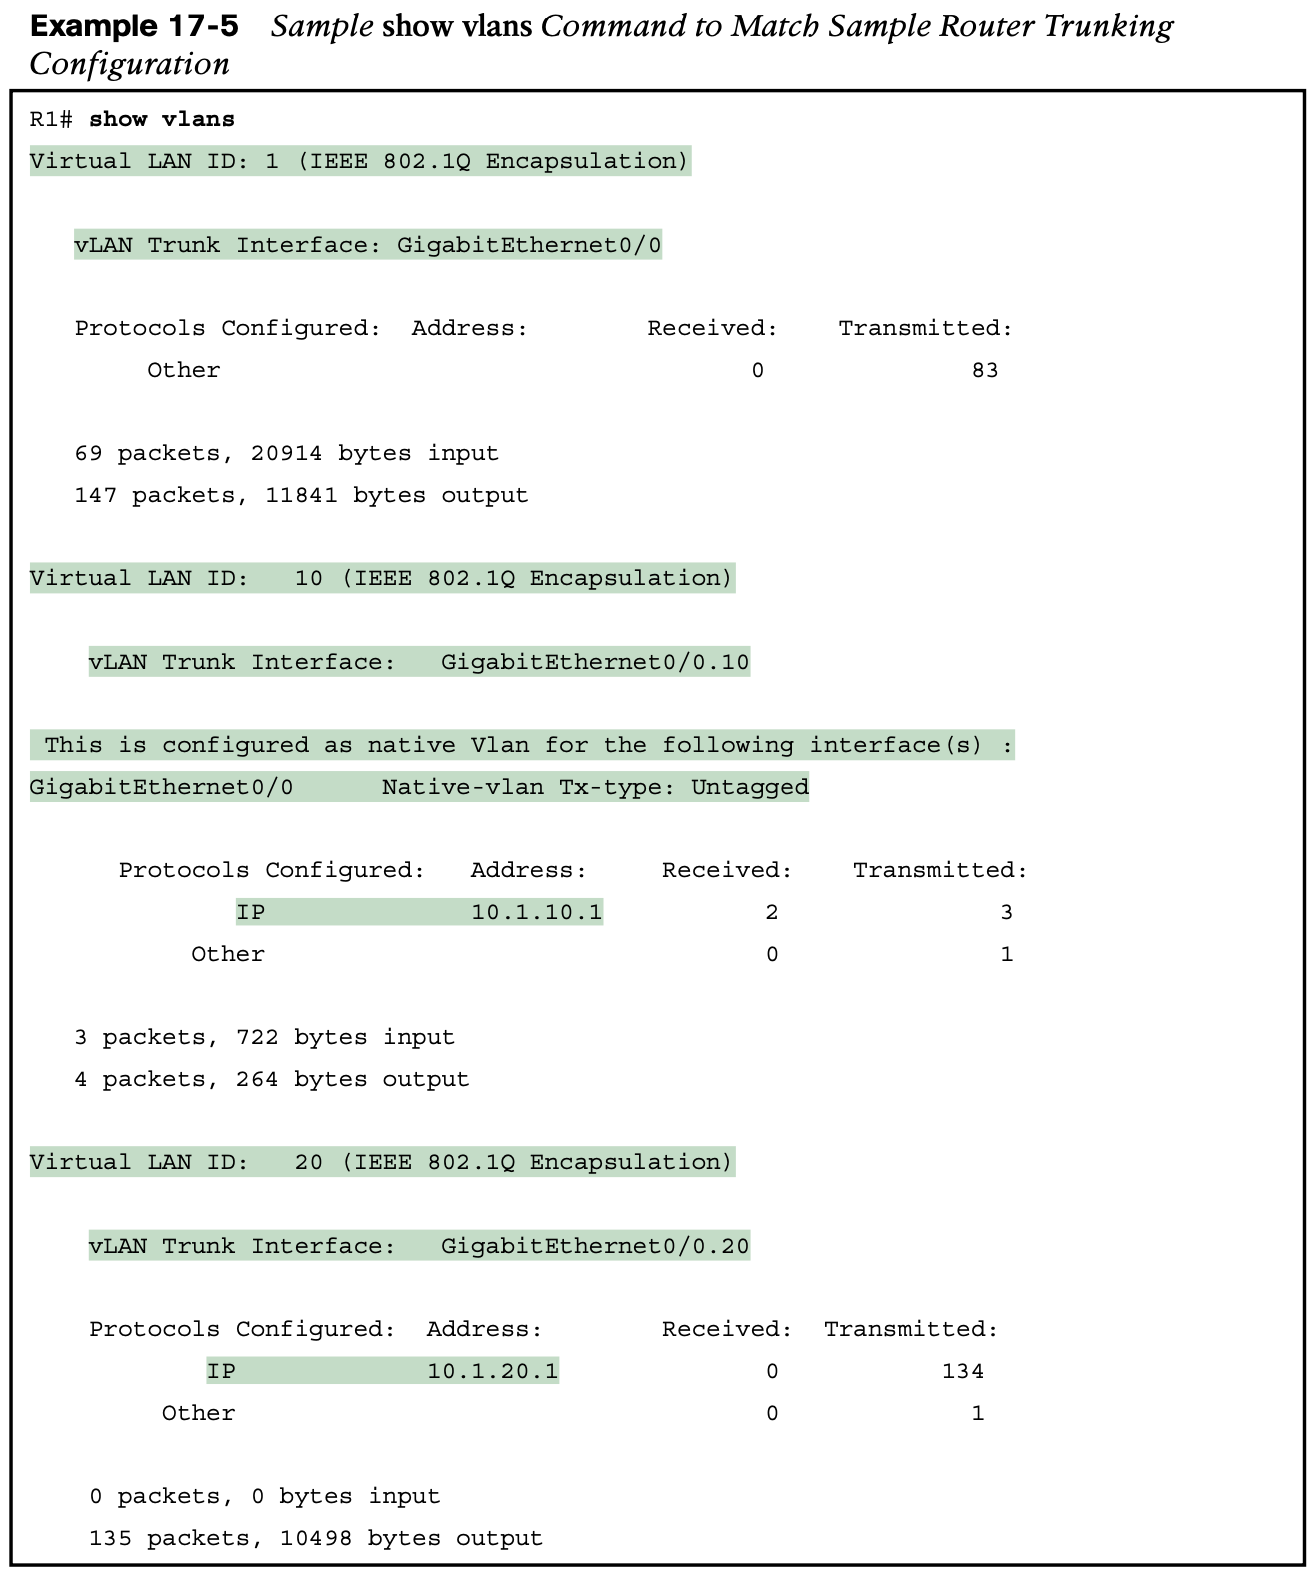 Example 17-5 Sample show vlans Command to Match Sample Router Trunking
Configuration
R1# show vlans
Virtual LAN ID: 1 (IEEE 802.1Q Encapsulation)
vLAN Trunk Interface: GigabitEthernet0/0
Protocols Configured: Address: Received: Transmitted:
Other 0 83
69 packets, 20914 bytes input
147 packets, 11841 bytes output
Virtual LAN ID: 10 (IEEE 802.1Q Encapsulation)
vLAN Trunk Interface: GigabitEthernet0/0.10
This is configured as native Vlan for the following interface(s) :
GigabitEthernet0/0 Native-vlan Tx-type: Untagged
Protocols Configured: Address: Received: Transmitted:
IP 10.1.10.1 2 3
Other 0 1
3 packets, 722 bytes input
4 packets, 264 bytes output
Virtual LAN ID: 20 (IEEE 802.1Q Encapsulation)
vLAN Trunk Interface: GigabitEthernet0/0.20
Protocols Configured: Address: Received: Transmitted:
IP 10.1.20.1 0 134
Other 0 1
0 packets, 0 bytes input
135 packets, 10498 bytes output